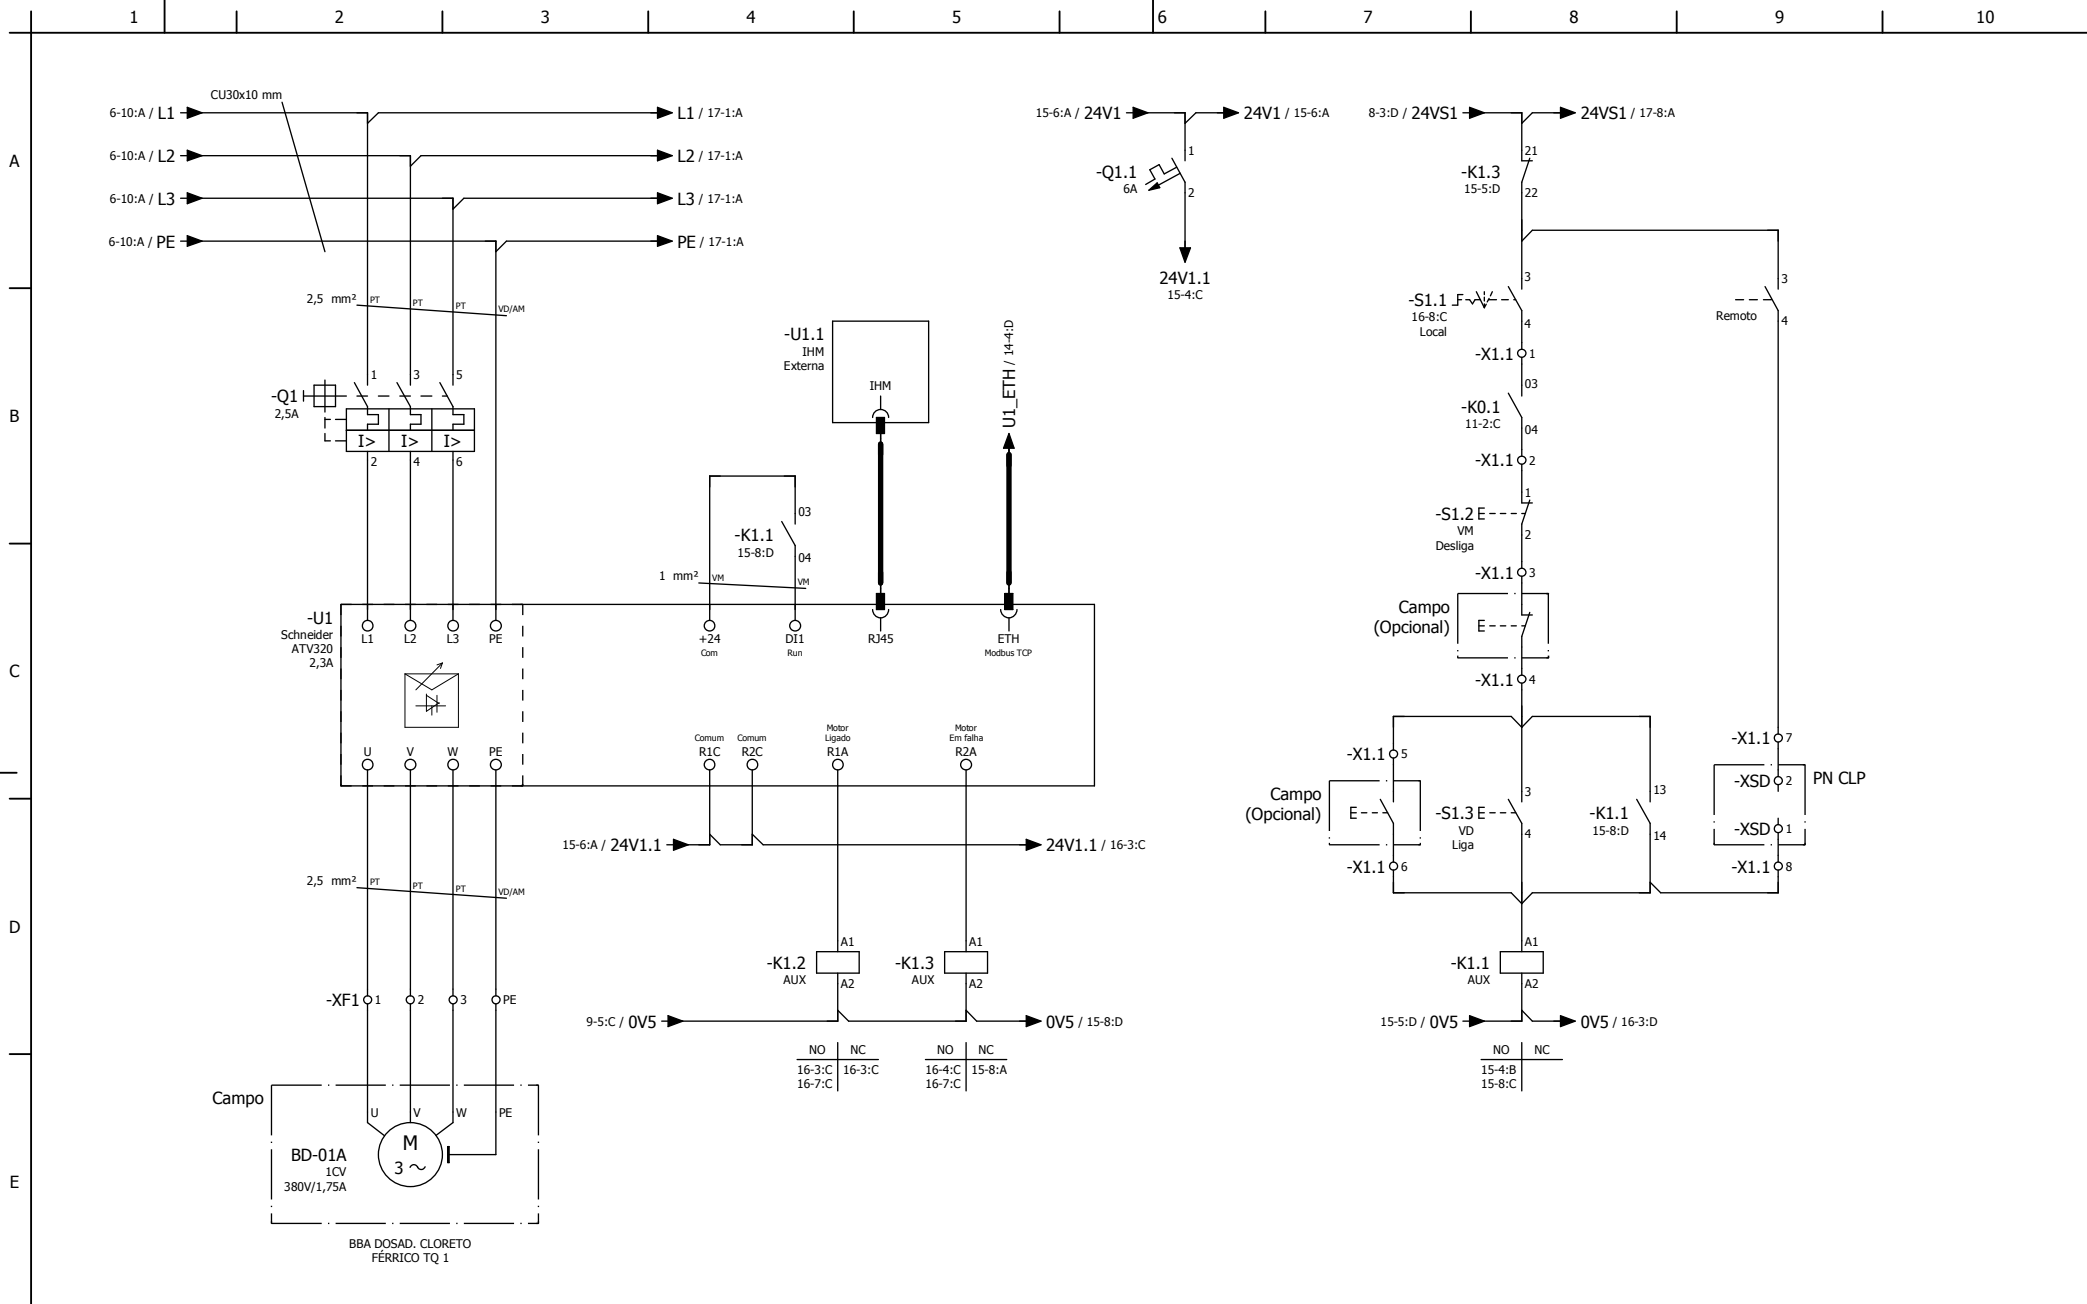 1 2 3 4 5 6 7 8 9 10
A
B
C
D
E
CU30x10 mm
6-10:A / L1
L1 / 17-1:A
6-10:A / L2
L2 / 17-1:A
6-10:A / L3
L3 / 17-1:A
6-10:A / PE
PE / 17-1:A
2,5 mm²
PT PT PT VD/AM
-Q1
2,5A
1 3 5
I> I> I>
2 4 6
-U1
Schneider
ATV320
2,3A
L1 L2 L3 PE
U V W PE
2,5 mm²
PT PT PT VD/AM
-XF1 1 2 3 PE
Campo
U V W PE
M
3
BD-01A
1CV
380V/1,75A
BBA DOSAD. CLORETO
FÉRRICO TQ 1
-K1.1
15-8:D
03
04
1 mm²
VM VM
+24
Com
DI1
Run
RJ45
ETH
Modbus TCP
-U1.1
IHM
Externa
IHM
U1_ETH / 14-4:D
Comum
R1C
Comum
R2C
Motor
Ligado
R1A
Motor
Em falha
R2A
15-6:A / 24V1.1
24V1.1 / 16-3:C
-K1.2
AUX
A1
A2
-K1.3
AUX
A1
A2
9-5:C / 0V5
0V5 / 15-8:D
NO NC
16-3:C 16-3:C
16-7:C
NO NC
16-4:C 15-8:A
16-7:C
15-6:A / 24V1
24V1 / 15-6:A
-Q1.1
6A
1
2
24V1.1
15-4:C
8-3:D / 24VS1
24VS1 / 17-8:A
-K1.3
15-5:D
21
22
-S1.1 F
16-8:C
Local
3
4
Remoto
3
4
-X1.1 1
-K0.1
11-2:C
03
04
-X1.1 2
-S1.2 E
VM
Desliga
1
2
-X1.1 3
Campo
(Opcional)
E
-X1.1 4
-X1.1 5
Campo
(Opcional)
E
-X1.1 6
-S1.3 E
VD
Liga
3
4
-K1.1
15-8:D
13
14
-X1.1 7
-XSD 2
PN CLP
-XSD 1
-X1.1 8
-K1.1
AUX
A1
A2
15-5:D / 0V5
0V5 / 16-3:D
NO NC
15-4:B
15-8:C